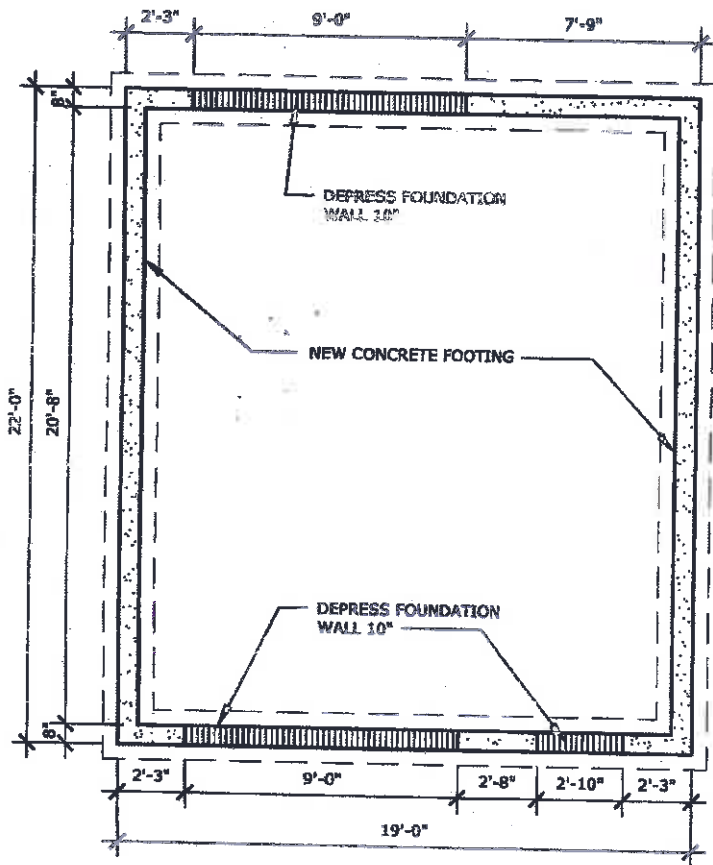 2'-3" 9'-0" 7'-9"
8"
DEPRESS FOUNDATION
WALL 10"
NEW CONCRETE FOOTING
22'-0"
20'-8"
DEPRESS FOUNDATION
WALL 10"
8"
2'-3" 9'-0" 2'-8" 2'-10" 2'-3"
19'-0"